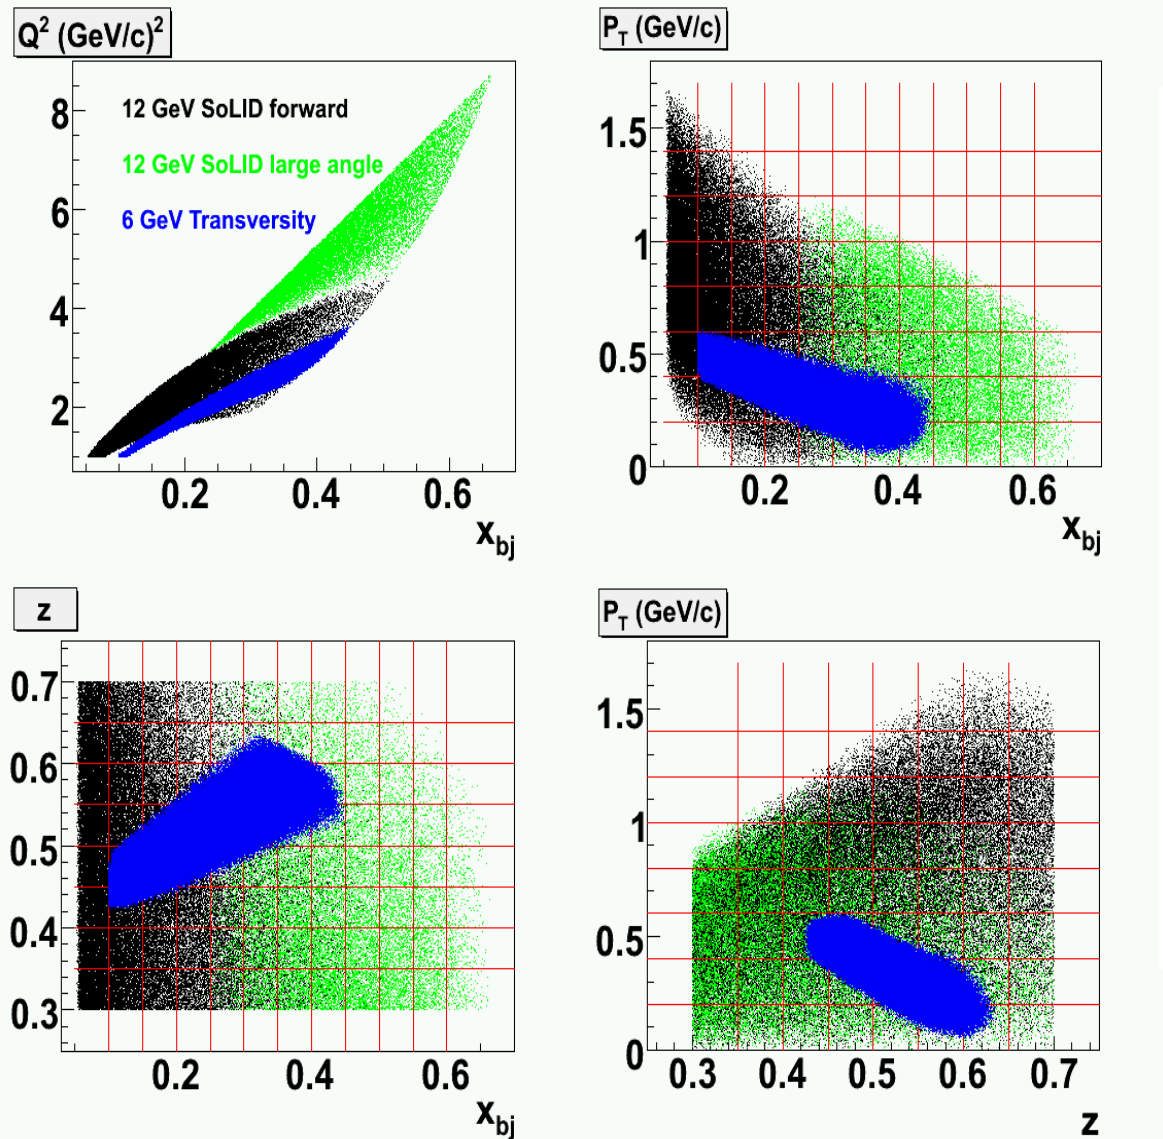 Q² (GeV/c)²
12 GeV SoLID forward
12 GeV SoLID large angle
6 GeV Transversity
8
6
4
2
0.2 0.4 0.6
x_bj
P_T (GeV/c)
1.5
1
0.5
0
0.2 0.4 0.6
x_bj
z
0.7
0.6
0.5
0.4
0.3
0.2 0.4 0.6
x_bj
P_T (GeV/c)
1.5
1
0.5
0
0.3 0.4 0.5 0.6 0.7
z